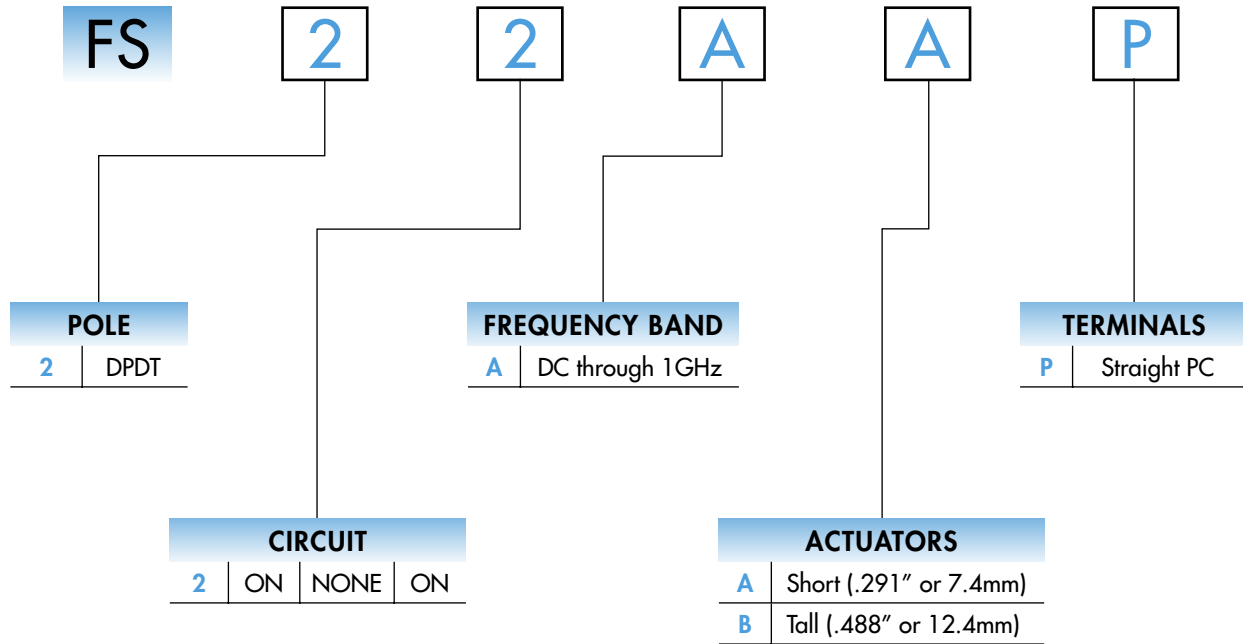 FS 2 2 A A P
POLE
2 DPDT
FREQUENCY BAND
A DC through 1GHz
TERMINALS
P Straight PC
CIRCUIT
2 ON NONE ON
ACTUATORS
A Short (.291” or 7.4mm)
B Tall (.488” or 12.4mm)